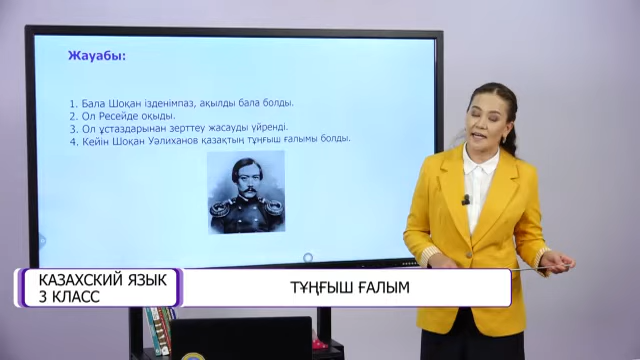 Жауабы:
1. Бала Шоқан ізденімпаз, ақылды бала болды.
2. Ол Ресейде оқыды.
3. Ол ұстаздарынан зерттеу жасауды үйренді.
4. Кейін Шоқан Уәлиханов қазақтың тұңғыш ғалымы болды.
КАЗАХСКИЙ ЯЗЫК
3 КЛАСС
ТҰҢҒЫШ ҒАЛЫМ